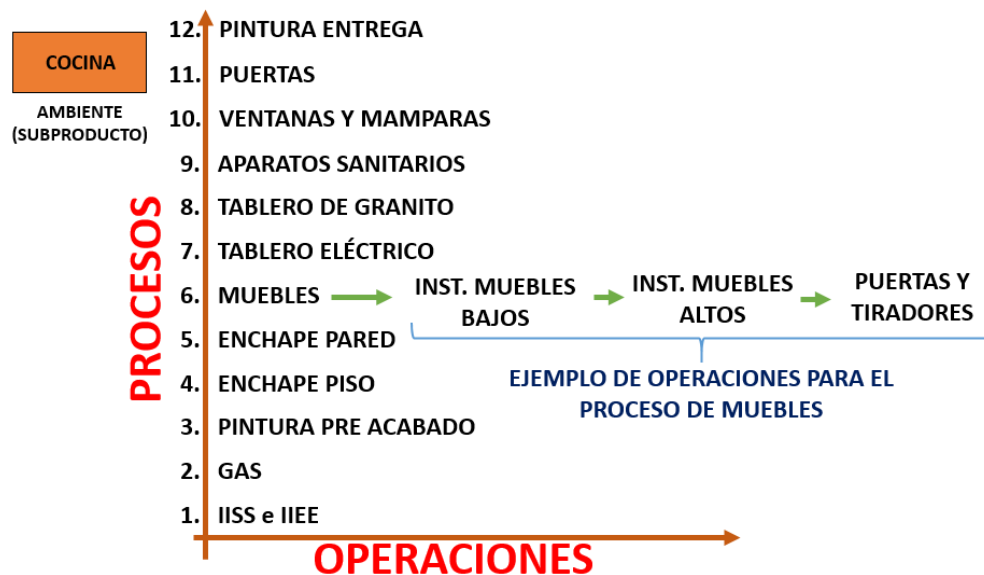 COCINA
AMBIENTE
(SUBPRODUCTO)
PROCESOS
12. PINTURA ENTREGA
11. PUERTAS
10. VENTANAS Y MAMPARAS
9. APARATOS SANITARIOS
8. TABLERO DE GRANITO
7. TABLERO ELÉCTRICO
6. MUEBLES
INST. MUEBLES
BAJOS
INST. MUEBLES
ALTOS
PUERTAS Y
TIRADORES
5. ENCHAPE PARED
EJEMPLO DE OPERACIONES PARA EL
PROCESO DE MUEBLES
4. ENCHAPE PISO
3. PINTURA PRE ACABADO
2. GAS
1. IISS e IIEE
OPERACIONES